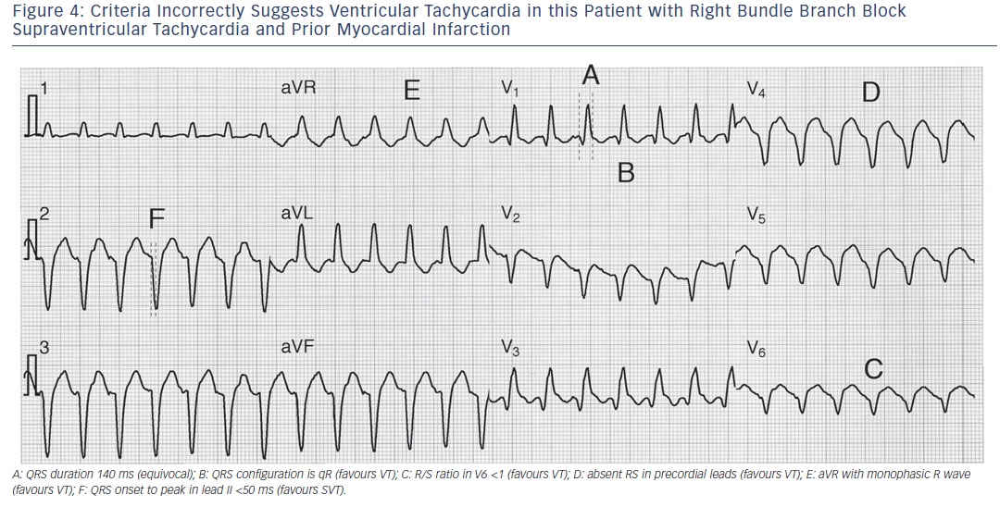 Figure 4: Criteria Incorrectly Suggests Ventricular Tachycardia in this Patient with Right Bundle Branch Block
Supraventricular Tachycardia and Prior Myocardial Infarction
1 aVR E V1 A V4 D
B
2 F aVL V2 V5
3 aVF V3 V6 C
A: QRS duration 140 ms (equivocal); B: QRS configuration is qR (favours VT); C: R/S ratio in V6 <1 (favours VT); D: absent RS in precordial leads (favours VT); E: aVR with monophasic R wave
(favours VT); F: QRS onset to peak in lead II <50 ms (favours SVT).